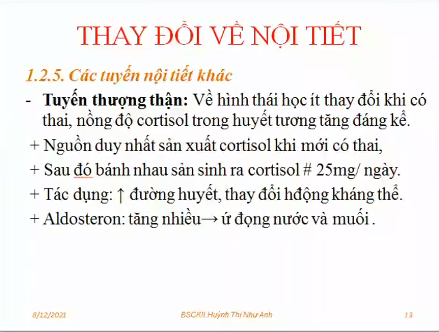 THAY ĐỔI VỀ NỘI TIẾT
1.2.5. Các tuyến nội tiết khác
- Tuyến thượng thận: Về hình thái học ít thay đổi khi có
thai, nồng độ cortisol trong huyết tương tăng đáng kể.
+ Nguồn duy nhất sản xuất cortisol khi mới có thai,
+ Sau đó bánh nhau sản sinh ra cortisol # 25mg/ ngày.
+ Tác dụng: ↑ đường huyết, thay đổi hđộng kháng thể.
+ Aldosteron: tăng nhiều→ ứ đọng nước và muối .
8/12/2021
BSCKII. Huỳnh Thị Như Anh
13